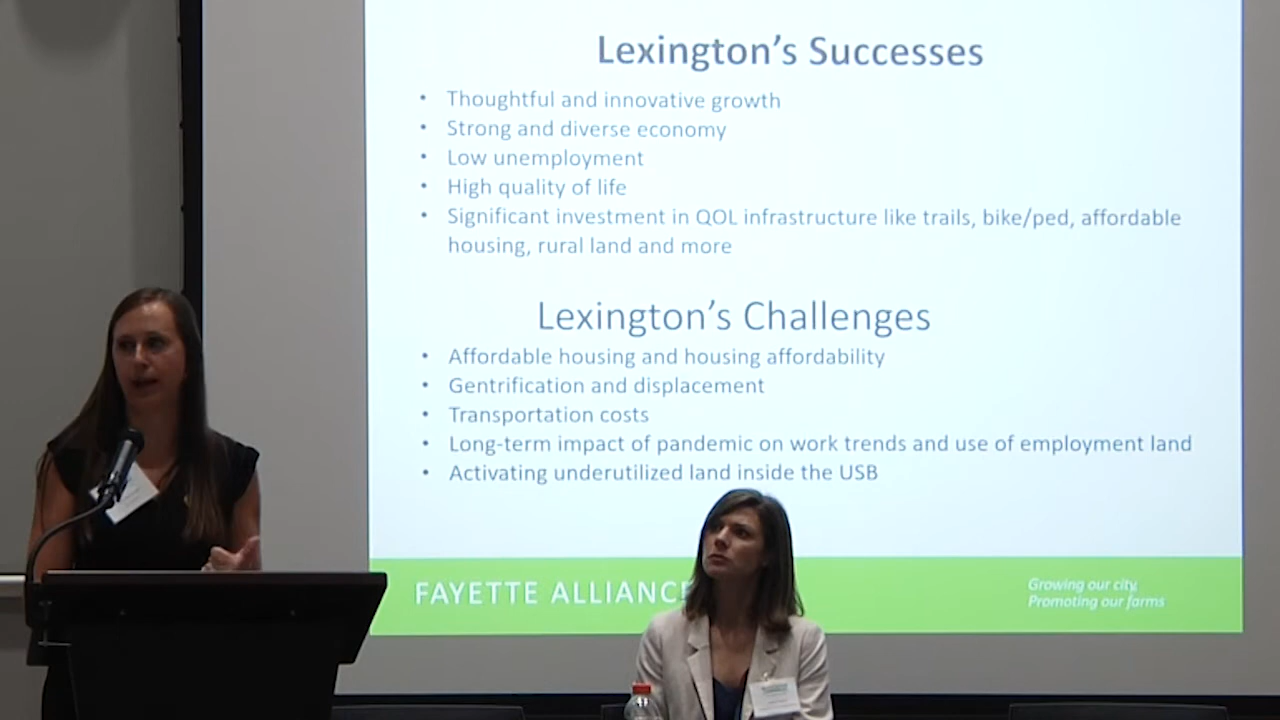 Lexington's Successes
• Thoughtful and innovative growth
• Strong and diverse economy
• Low unemployment
• High quality of life
• Significant investment in QOL infrastructure like trails, bike/ped, affordable
housing, rural land and more
Lexington's Challenges
• Affordable housing and housing affordability
• Gentrification and displacement
• Transportation costs
• Long-term impact of pandemic on work trends and use of employment land
• Activating underutilized land inside the USB
FAYETTE ALLIANCE
Growing our city,
Promoting our farms